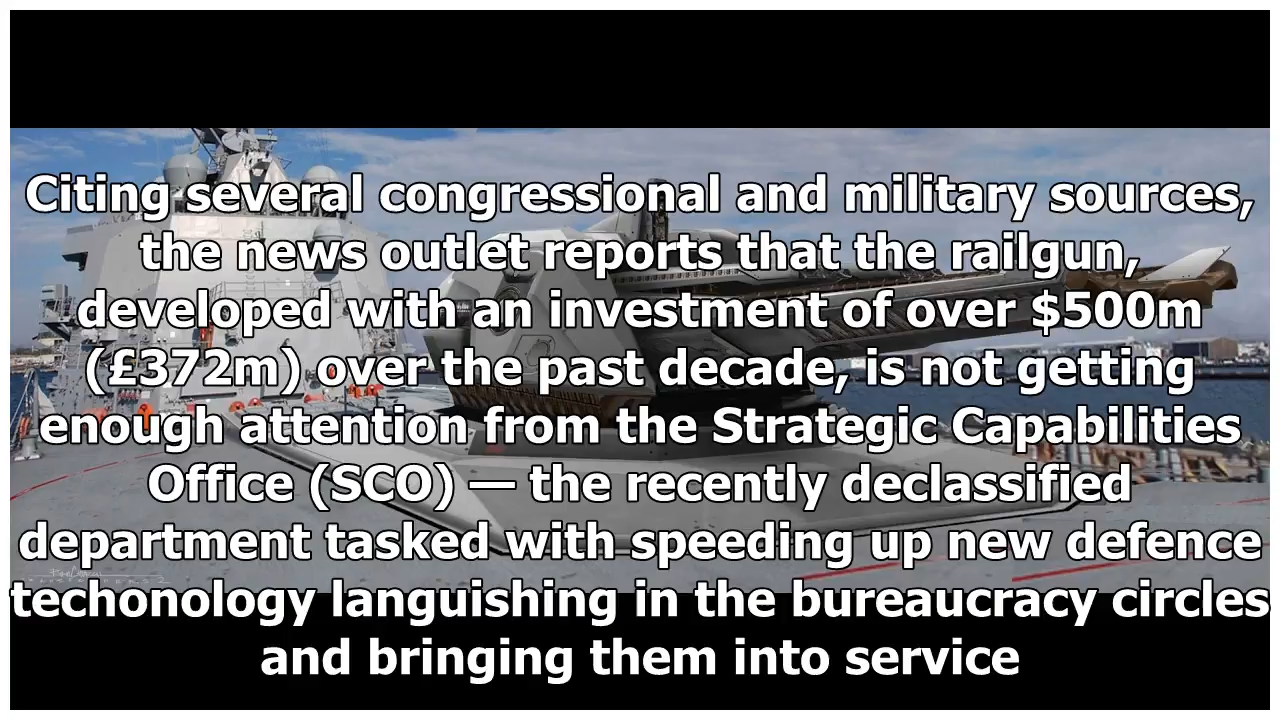 Citing several congressional and military sources,
the news outlet reports that the railgun,
developed with an investment of over $500m
(£372m) over the past decade, is not getting
enough attention from the Strategic Capabilities
Office (SCO) — the recently declassified
department tasked with speeding up new defence
techonology languishing in the bureaucracy circles
and bringing them into service